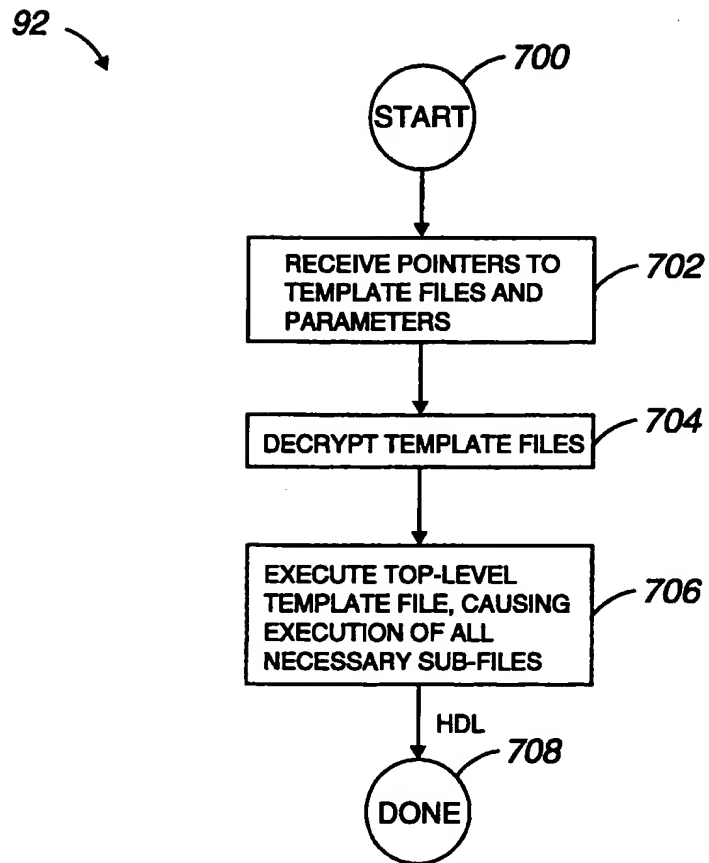 92
700
START
RECEIVE POINTERS TO
TEMPLATE FILES AND
PARAMETERS
702
DECRYPT TEMPLATE FILES
704
EXECUTE TOP-LEVEL
TEMPLATE FILE, CAUSING
EXECUTION OF ALL
NECESSARY SUB-FILES
706
HDL
708
DONE